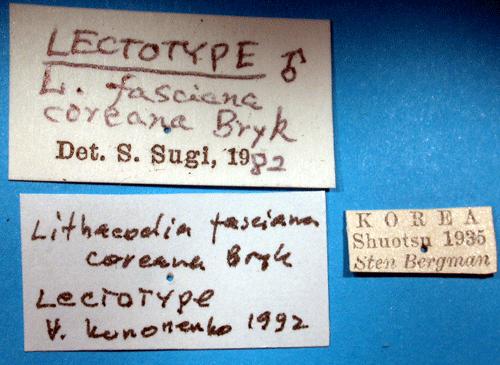 LECTOTYPE ♂
L. fasciana
coreana Bryk
Det. S. Sugi, 1982
Lithacodia fasciana
coreana Bryk
LECTOTYPE
V. Kononenko 1992
KOREA
Shuotsu 1935
Sten Bergman